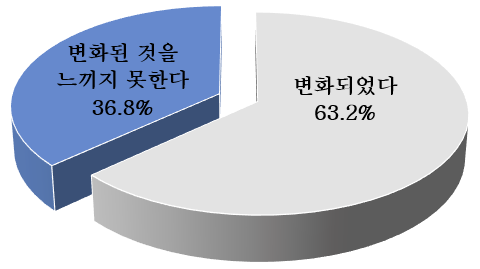 변화된 것을
느끼지 못한다
36.8%
변화되었다
63.2%